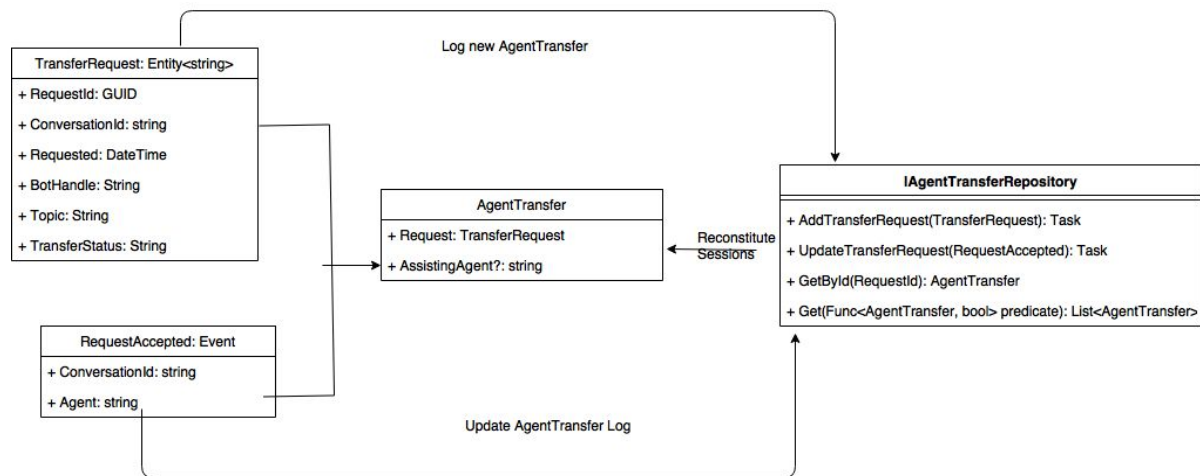 Log new AgentTransfer
TransferRequest: Entity<string>
+ RequestId: GUID
+ ConversationId: string
+ Requested: DateTime
+ BotHandle: String
+ Topic: String
+ TransferStatus: String
AgentTransfer
+ Request: TransferRequest
+ AssistingAgent?: string
Reconstitute
Sessions
IAgentTransferRepository
+ AddTransferRequest(TransferRequest): Task
+ UpdateTransferRequest(RequestAccepted): Task
+ GetById(RequestId): AgentTransfer
+ Get(Func<AgentTransfer, bool> predicate): List<AgentTransfer>
RequestAccepted: Event
+ ConversationId: string
+ Agent: string
Update AgentTransfer Log